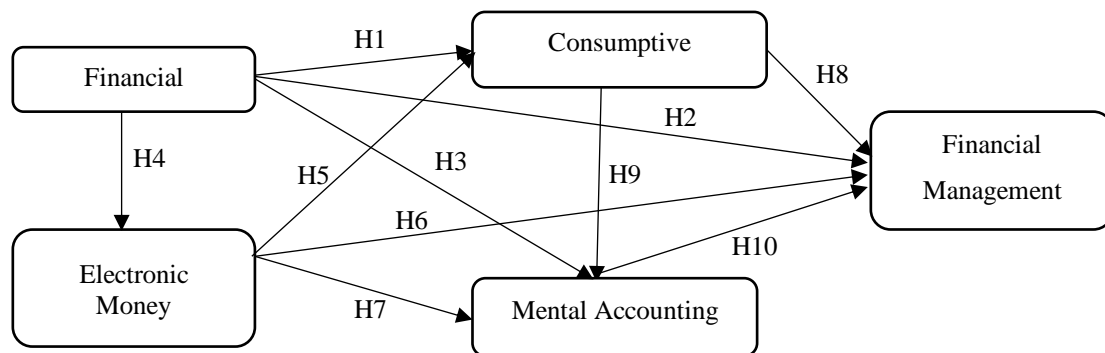 Consumptive
H1
Financial
H8
H2
Financial
Management
H4
H3
H5
H9
H6
H10
Electronic
Money
H7
Mental Accounting